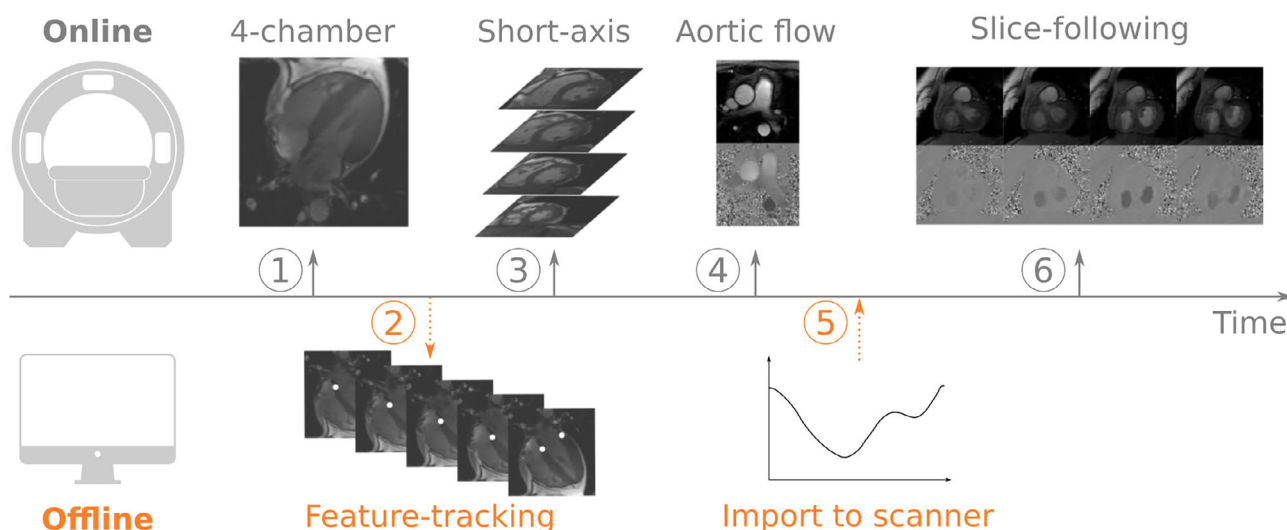 Online
4-chamber
Short-axis
Aortic flow
Slice-following
1
3
4
6
2
5
Time
Offline
Feature-tracking
Import to scanner